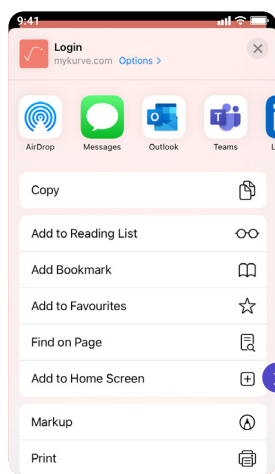 9:41
Login
mykurve.com Options >
AirDrop Messages Outlook Teams
Copy
Add to Reading List
Add Bookmark
Add to Favourites
Find on Page
Add to Home Screen
Markup
Print